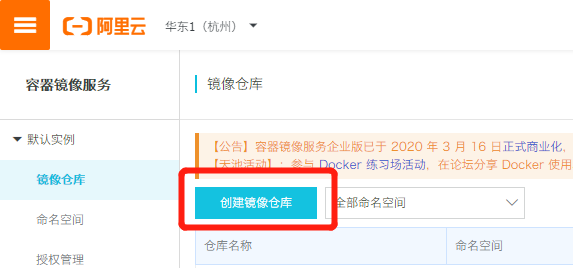 阿里云
华东1（杭州）
容器镜像服务
镜像仓库
默认实例
【公告】容器镜像服务企业版已于 2020 年 3 月 16 日正式商业化，
【天池活动】：参与 Docker 练习场活动，在论坛分享 Docker 使用
镜像仓库
创建镜像仓库
全部命名空间
命名空间
仓库名称
命名空间
授权管理